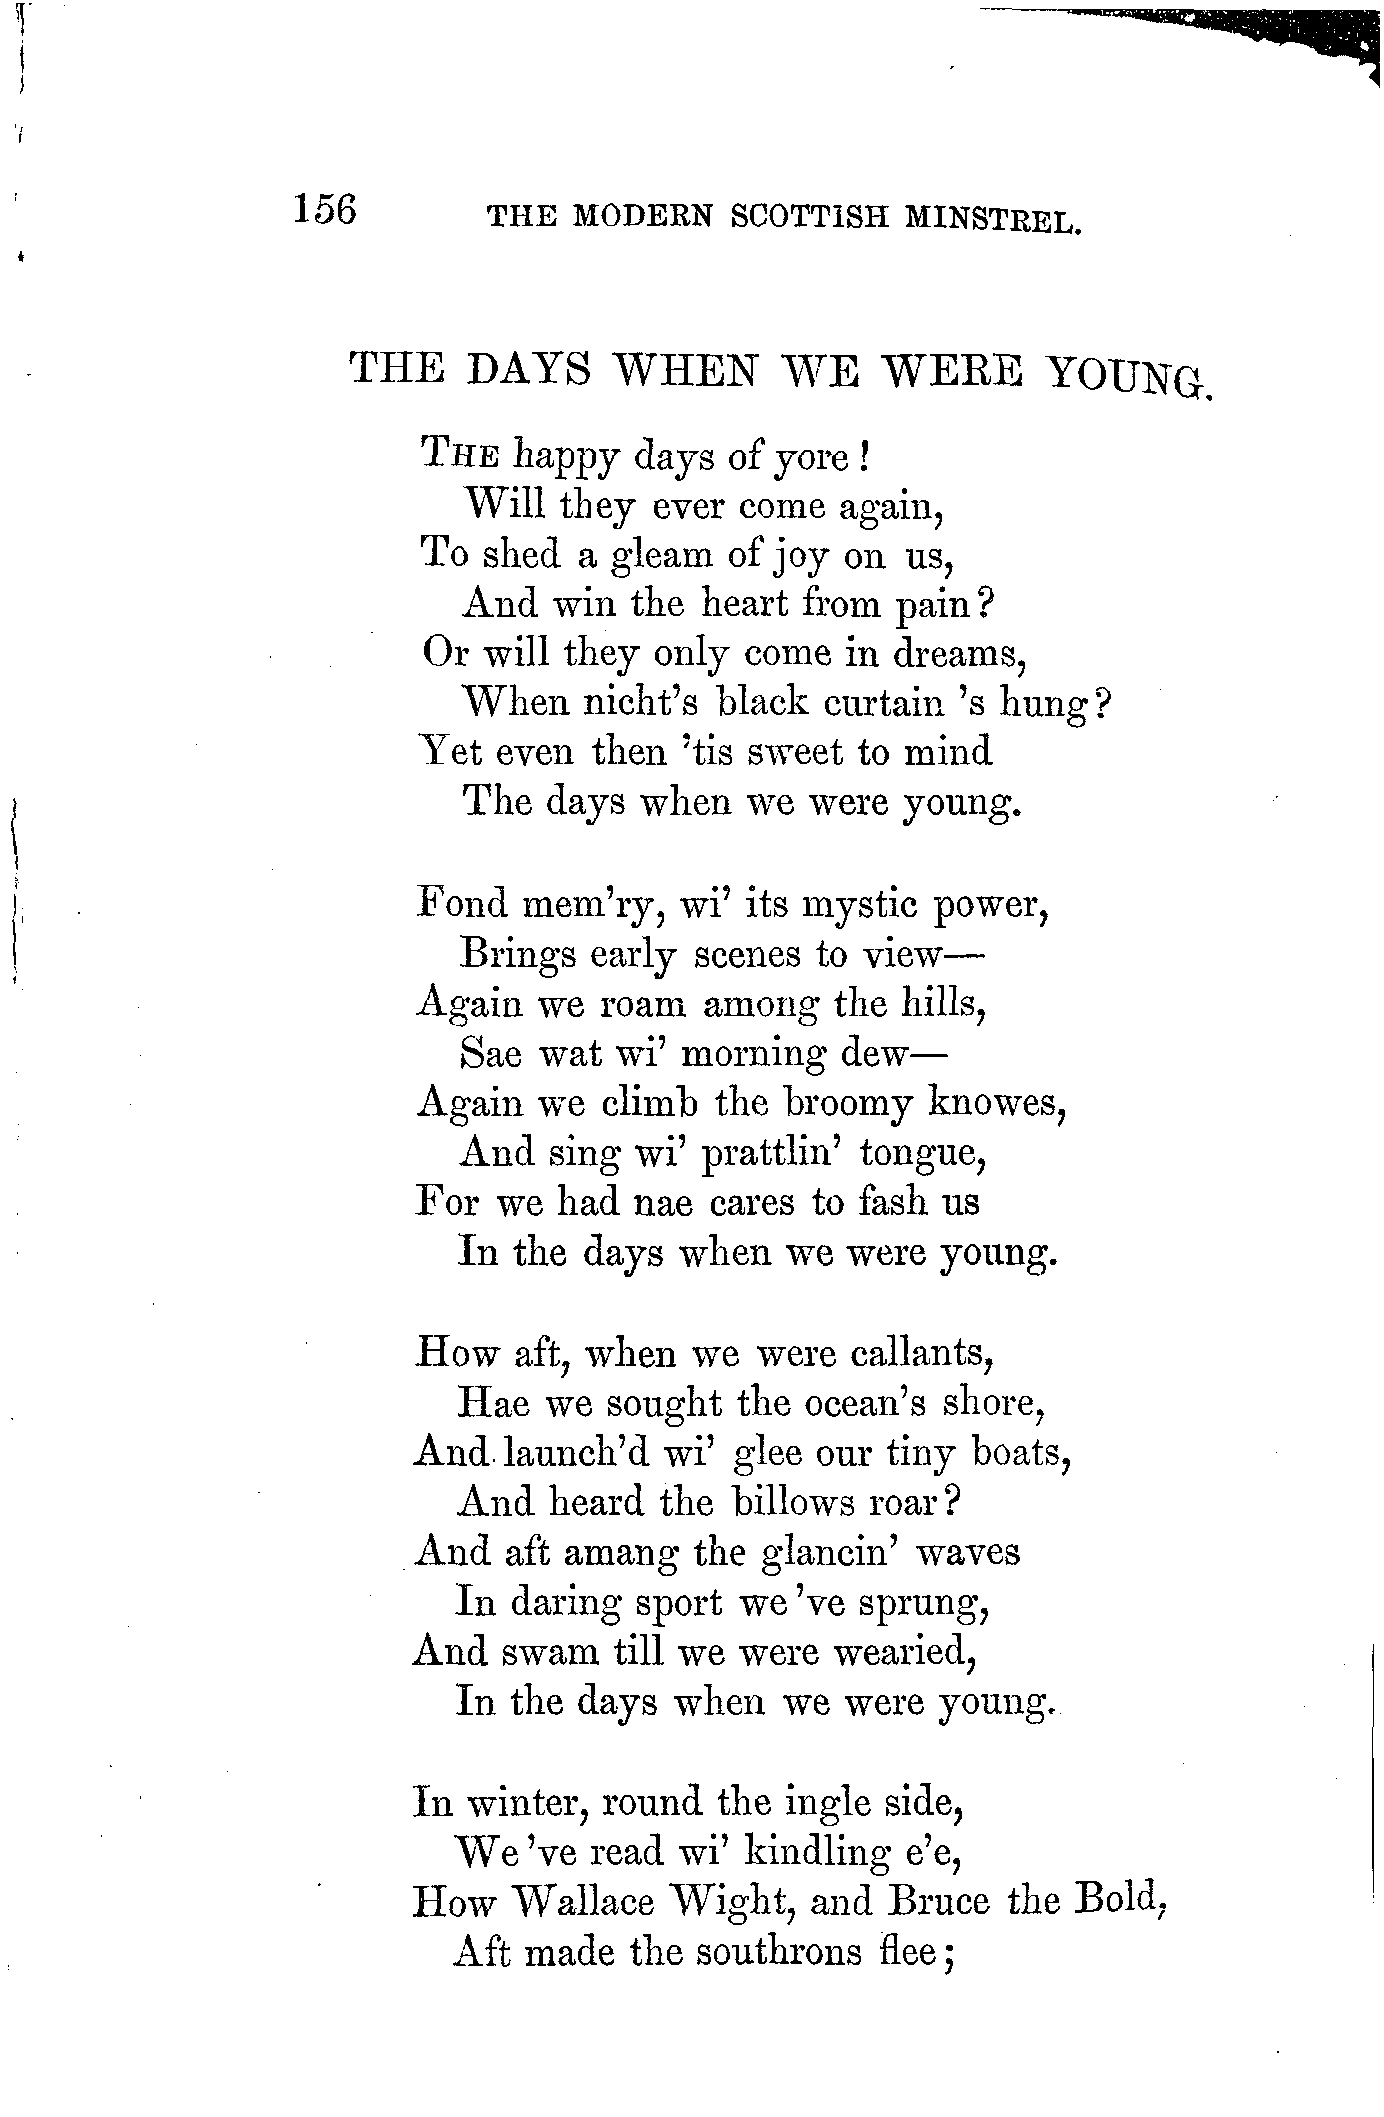 156 THE MODERN SCOTTISH MINSTREL.
THE DAYS WHEN WE WERE YOUNG.
THE happy days of yore!
Will they ever come again,
To shed a gleam of joy on us,
And win the heart from pain?
Or will they only come in dreams,
When nicht's black curtain 's hung?
Yet even then 'tis sweet to mind
The days when we were young.
Fond mem'ry, wi' its mystic power,
Brings early scenes to view—
Again we roam among the hills,
Sae wat wi' morning dew—
Again we climb the broomy knowes,
And sing wi' prattlin' tongue,
For we had nae cares to fash us
In the days when we were young.
How aft, when we were callants,
Hae we sought the ocean's shore,
And launch'd wi' glee our tiny boats,
And heard the billows roar?
And aft amang the glancin' waves
In daring sport we 've sprung,
And swam till we were wearied,
In the days when we were young.
In winter, round the ingle side,
We 've read wi' kindling e'e,
How Wallace Wight, and Bruce the Bold,
Aft made the southrons flee;